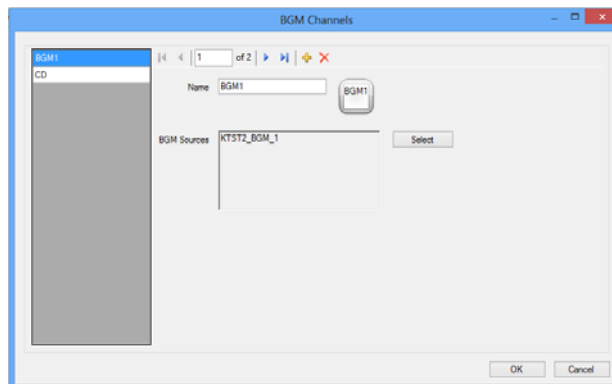 BGM Channels
BGM1
CD
1 of 2
Name BGM1
BGM1
BGM Sources KTST2_BGM_1
Select
OK Cancel